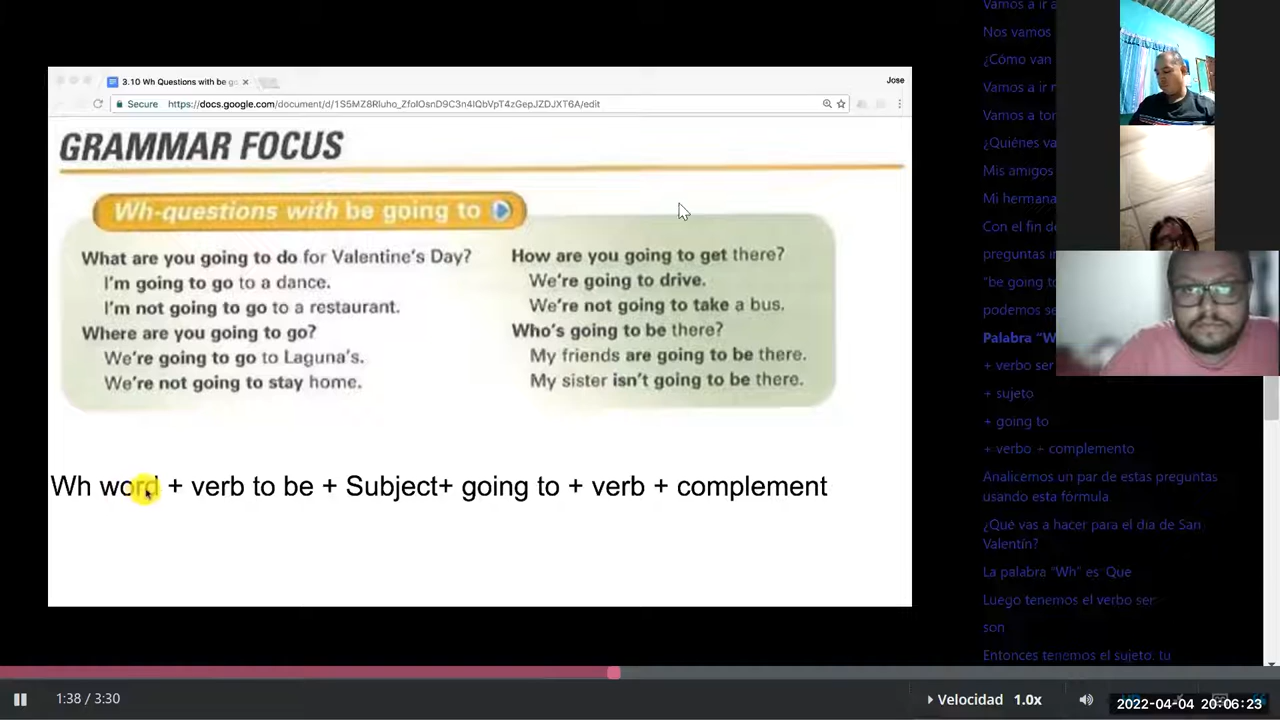 3.10 Wh Questions with be go
Jose
Secure
https://docs.google.com/document/d/1S5MZ8Rluho_ZfoIOsnD9C3n4IQbVpT4zGepJZDJXT6A/edit
GRAMMAR FOCUS
Wh-questions with be going to
What are you going to do for Valentine's Day?
I'm going to go to a dance.
I'm not going to go to a restaurant.
Where are you going to go?
We're going to go to Laguna's.
We're not going to stay home.
How are you going to get there?
We're going to drive.
We're not going to take a bus.
Who's going to be there?
My friends are going to be there.
My sister isn't going to be there.
Wh word + verb to be + Subject+ going to + verb + complement
Vamos a ir a
Nos vamos
¿Cómo van
Vamos a ir
Vamos a
¿Quiénes
Mis amigos
Mi hermana
Con el fin
preguntas
"be going
podemos
Palabra
+ verbo ser
+ sujeto
+ going to
+ verbo + complemento
Analicemos un par de estas preguntas
usando esta fórmula
¿Qué vas a hacer para el día de San
Valentín?
La palabra "Wh" es Que
Luego tenemos el verbo ser
son
Entonces tenemos el sujeto. tu
1:38 / 3:30
Velocidad 1.0x
2022-04-04 20:06:23